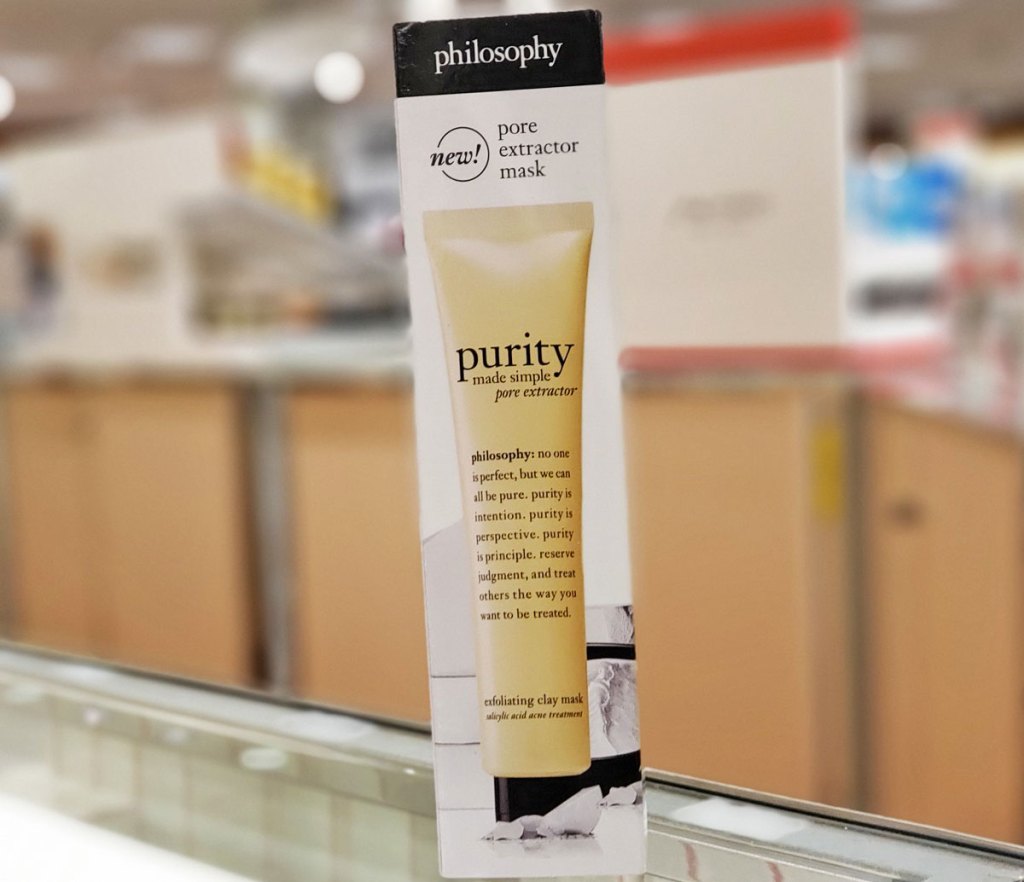 philosophy
new!
pore
extractor
mask
purity
made simple
pore extractor
philosophy: no one
is perfect, but we can
all be pure. purity is
intention. purity is
perspective. purity
is principle. reserve
judgment, and treat
others the way you
want to be treated.
exfoliating clay mask
salicylic acid acne treatment